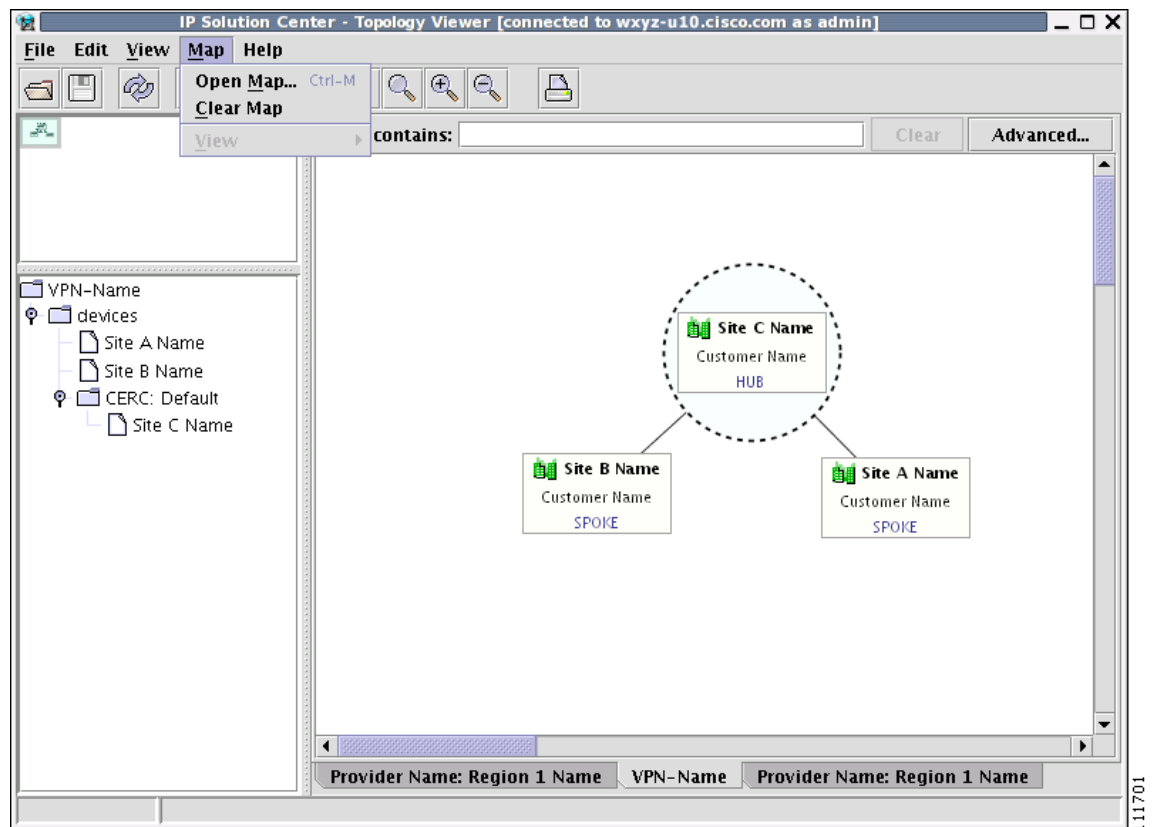 IP Solution Center - Topology Viewer [connected to wxyz-u10.cisco.com as admin]
File Edit View Map Help
Open Map... Ctrl-M
Clear Map
View
contains:
Clear
Advanced...
VPN-Name
devices
Site A Name
Site B Name
CERC: Default
Site C Name
Site C Name
Customer Name
HUB
Site B Name
Customer Name
SPOKE
Site A Name
Customer Name
SPOKE
Provider Name: Region 1 Name
VPN-Name
Provider Name: Region 1 Name
11701